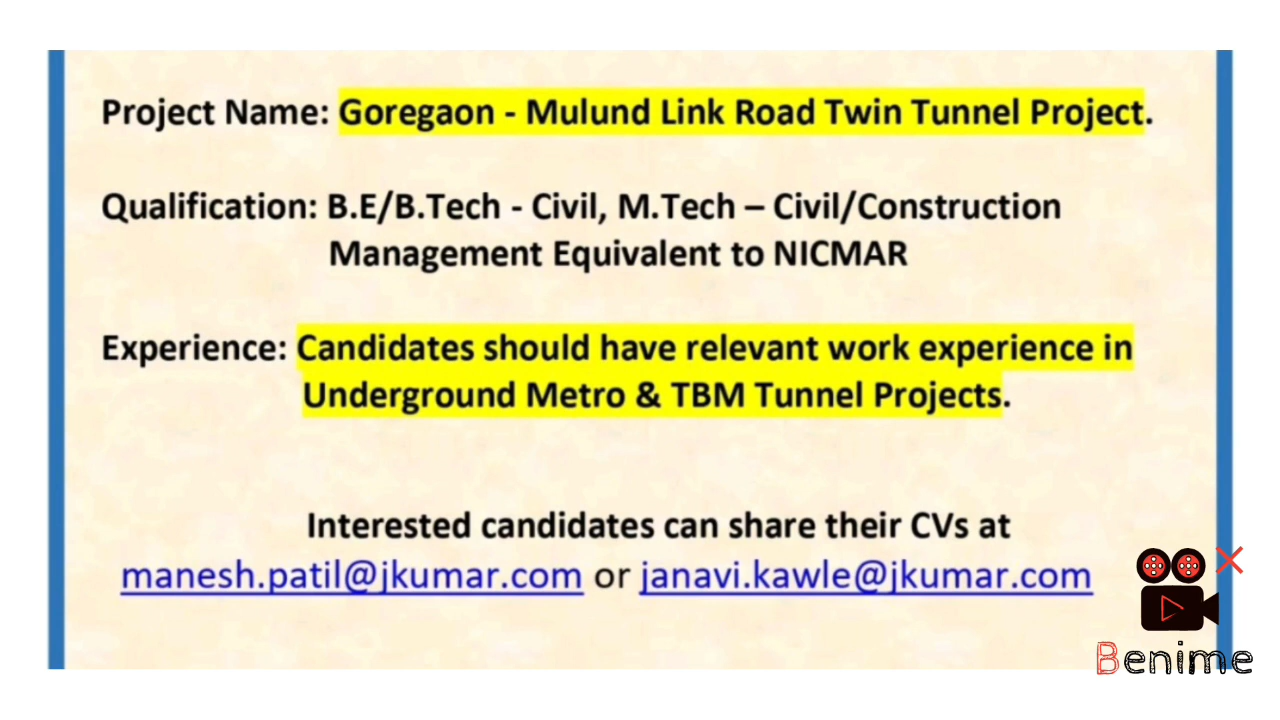 Project Name: Goregaon - Mulund Link Road Twin Tunnel Project.
Qualification: B.E/B.Tech - Civil, M.Tech – Civil/Construction
Management Equivalent to NICMAR
Experience: Candidates should have relevant work experience in
Underground Metro & TBM Tunnel Projects.
Interested candidates can share their CVs at
manesh.patil@jkumar.com or janavi.kawle@jkumar.com
Benime